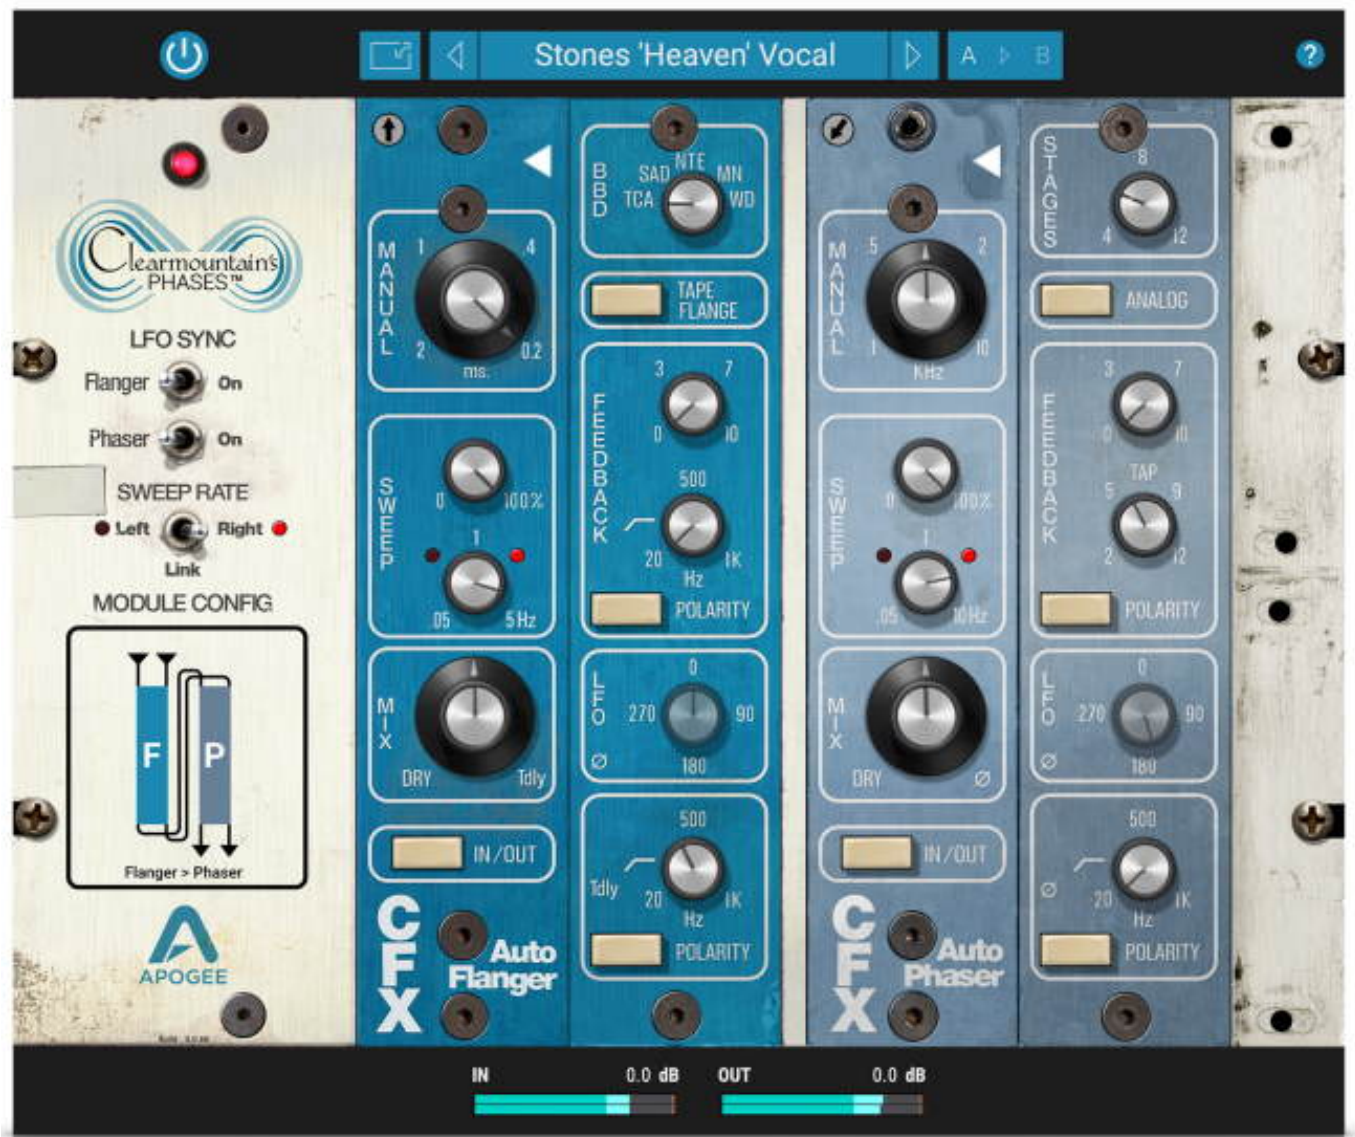 Stones 'Heaven' Vocal
A B
?
Clearmountain's
PHASES™
LFO SYNC
Flanger On
Phaser On
SWEEP RATE
Left Right
Link
MODULE CONFIG
F P
Flanger > Phaser
APOGEE
MANUAL
1 .4
2 0.2
ms.
SWEEP
0 100%
1
.05 5Hz
MIX
DRY Tdly
IN/OUT
CFX
Auto
Flanger
BBD
NTE
SAD MN
TCA WD
TAPE
FLANGE
FEEDBACK
3 7
0 10
500
20 1K
Hz
POLARITY
LFO
0
270 90
Ø 180
500
Tdly
20 1K
Hz
POLARITY
MANUAL
.5 2
1 10
KHz
SWEEP
0 100%
1
.05 10Hz
MIX
DRY Ø
IN/OUT
CFX
Auto
Phaser
STAGES
8
4 12
ANALOG
FEEDBACK
3 7
0 10
TAP
5 9
2 12
POLARITY
LFO
0
270 90
Ø 180
500
Ø
20 1K
Hz
POLARITY
IN 0.0 dB OUT 0.0 dB